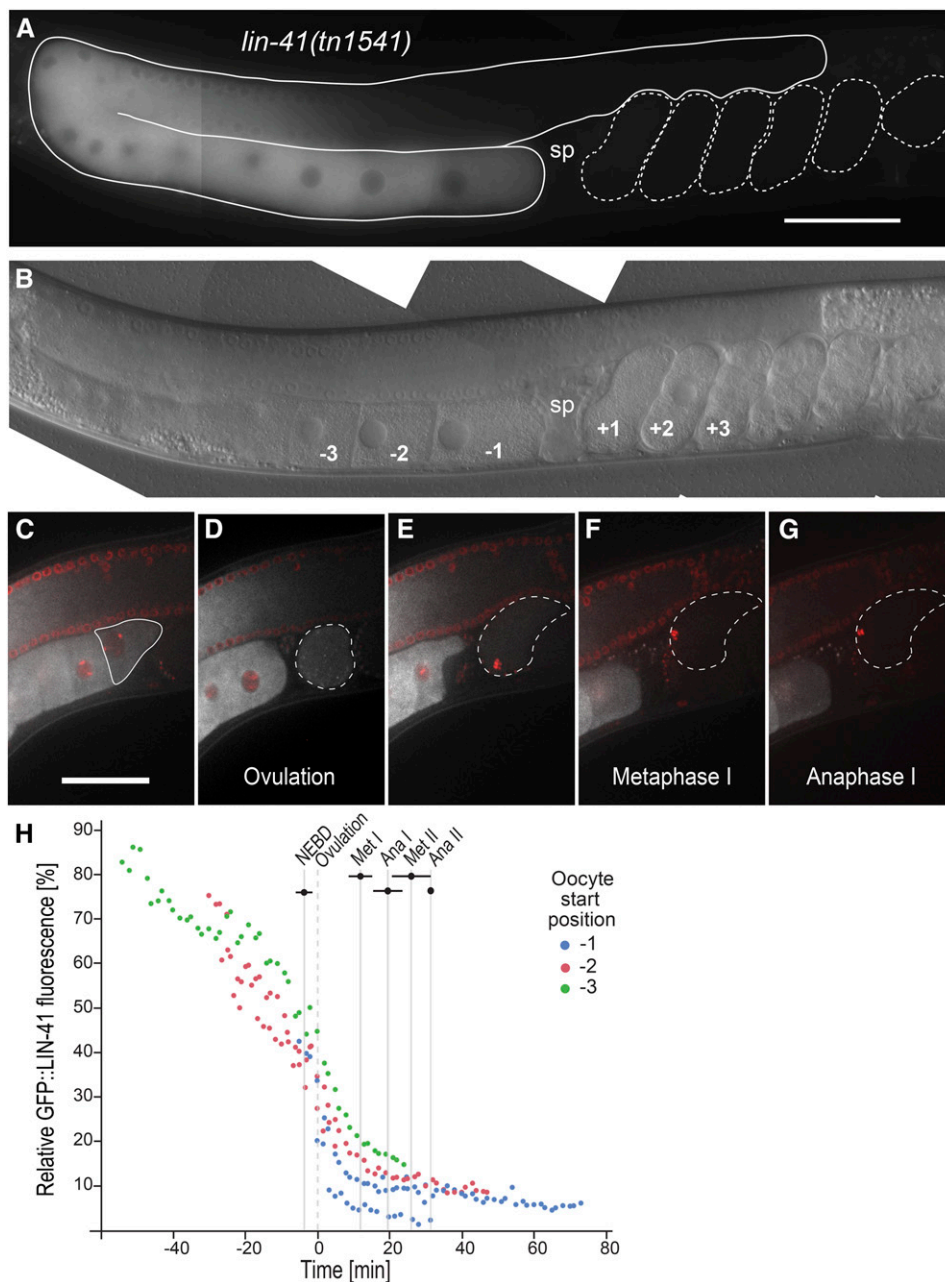 A
lin-41(tn1541)
sp
B
sp
-3
-2
-1
+1
+2
+3
C
D
E
F
G
Ovulation
Metaphase I
Anaphase I
H
NEBD
Ovulation
Met I
Ana I
Met II
Ana II
Relative GFP::LIN-41 fluorescence [%]
90
80
70
60
50
40
30
20
10
-40
-20
0
20
40
60
80
Time [min]
Oocyte
start
position
-1
-2
-3